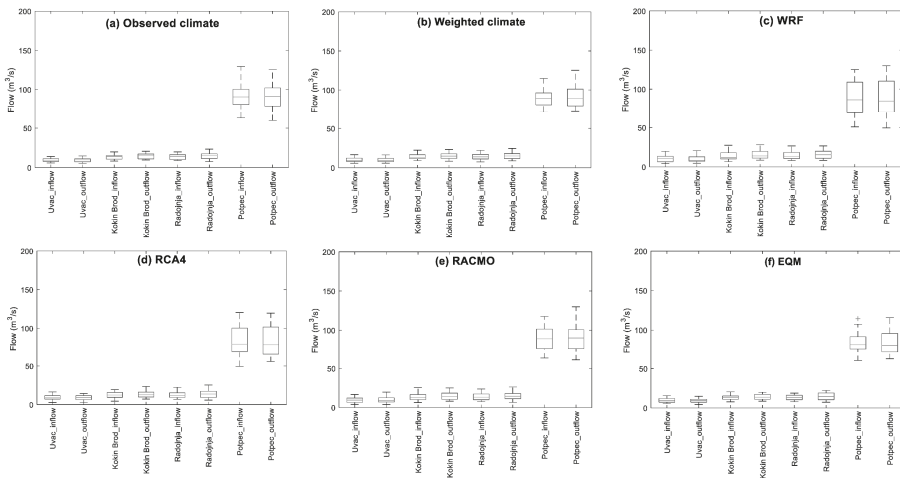 (a) Observed climate
200
150
100
50
0
Flow (m³/s)
Uvac_inflow
Uvac_outflow
Kokin Brod_inflow
Kokin Brod_outflow
Radojnja_inflow
Radojnja_outflow
Potpec_inflow
Potpec_outflow
(b) Weighted climate
200
150
100
50
0
Flow (m³/s)
Uvac_inflow
Uvac_outflow
Kokin Brod_inflow
Kokin Brod_outflow
Radojnja_inflow
Radojnja_outflow
Potpec_inflow
Potpec_outflow
(c) WRF
200
150
100
50
0
Flow (m³/s)
Uvac_inflow
Uvac_outflow
Kokin Brod_inflow
Kokin Brod_outflow
Radojnja_inflow
Radojnja_outflow
Potpec_inflow
Potpec_outflow
(d) RCA4
200
150
100
50
0
Flow (m³/s)
Uvac_inflow
Uvac_outflow
Kokin Brod_inflow
Kokin Brod_outflow
Radojnja_inflow
Radojnja_outflow
Potpec_inflow
Potpec_outflow
(e) RACMO
200
150
100
50
0
Flow (m³/s)
Uvac_inflow
Uvac_outflow
Kokin Brod_inflow
Kokin Brod_outflow
Radojnja_inflow
Radojnja_outflow
Potpec_inflow
Potpec_outflow
(f) EQM
200
150
100
50
0
Flow (m³/s)
Uvac_inflow
Uvac_outflow
Kokin Brod_inflow
Kokin Brod_outflow
Radojnja_inflow
Radojnja_outflow
Potpec_inflow
Potpec_outflow